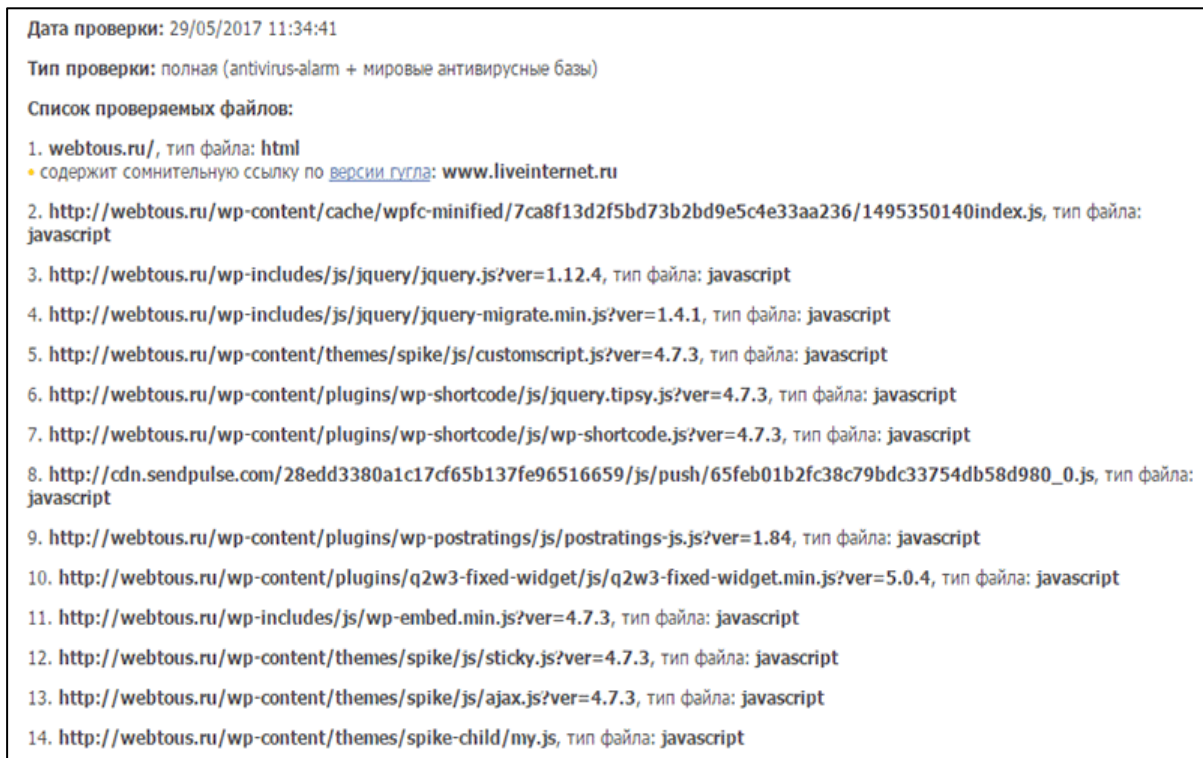 Дата проверки: 29/05/2017 11:34:41
Тип проверки: полная (antivirus-alarm + мировые антивирусные базы)
Список проверяемых файлов:
1. webtous.ru/, тип файла: html
• содержит сомнительную ссылку по версии гугла: www.liveinternet.ru
2. http://webtous.ru/wp-content/cache/wpfc-minified/7ca8f13d2f5bd73b2bd9e5c4e33aa236/1495350140index.js, тип файла:
javascript
3. http://webtous.ru/wp-includes/js/jquery/jquery.js?ver=1.12.4, тип файла: javascript
4. http://webtous.ru/wp-includes/js/jquery/jquery-migrate.min.js?ver=1.4.1, тип файла: javascript
5. http://webtous.ru/wp-content/themes/spike/js/customscript.js?ver=4.7.3, тип файла: javascript
6. http://webtous.ru/wp-content/plugins/wp-shortcode/js/jquery.tipsy.js?ver=4.7.3, тип файла: javascript
7. http://webtous.ru/wp-content/plugins/wp-shortcode/js/wp-shortcode.js?ver=4.7.3, тип файла: javascript
8. http://cdn.sendpulse.com/28edd3380a1c17cf65b137fe96516659/js/push/65feb01b2fc38c79bdc33754db58d980_0.js, тип файла:
javascript
9. http://webtous.ru/wp-content/plugins/wp-postratings/js/postratings-js.js?ver=1.84, тип файла: javascript
10. http://webtous.ru/wp-content/plugins/q2w3-fixed-widget/js/q2w3-fixed-widget.min.js?ver=5.0.4, тип файла: javascript
11. http://webtous.ru/wp-includes/js/wp-embed.min.js?ver=4.7.3, тип файла: javascript
12. http://webtous.ru/wp-content/themes/spike/js/sticky.js?ver=4.7.3, тип файла: javascript
13. http://webtous.ru/wp-content/themes/spike/js/ajax.js?ver=4.7.3, тип файла: javascript
14. http://webtous.ru/wp-content/themes/spike-child/my.js, тип файла: javascript